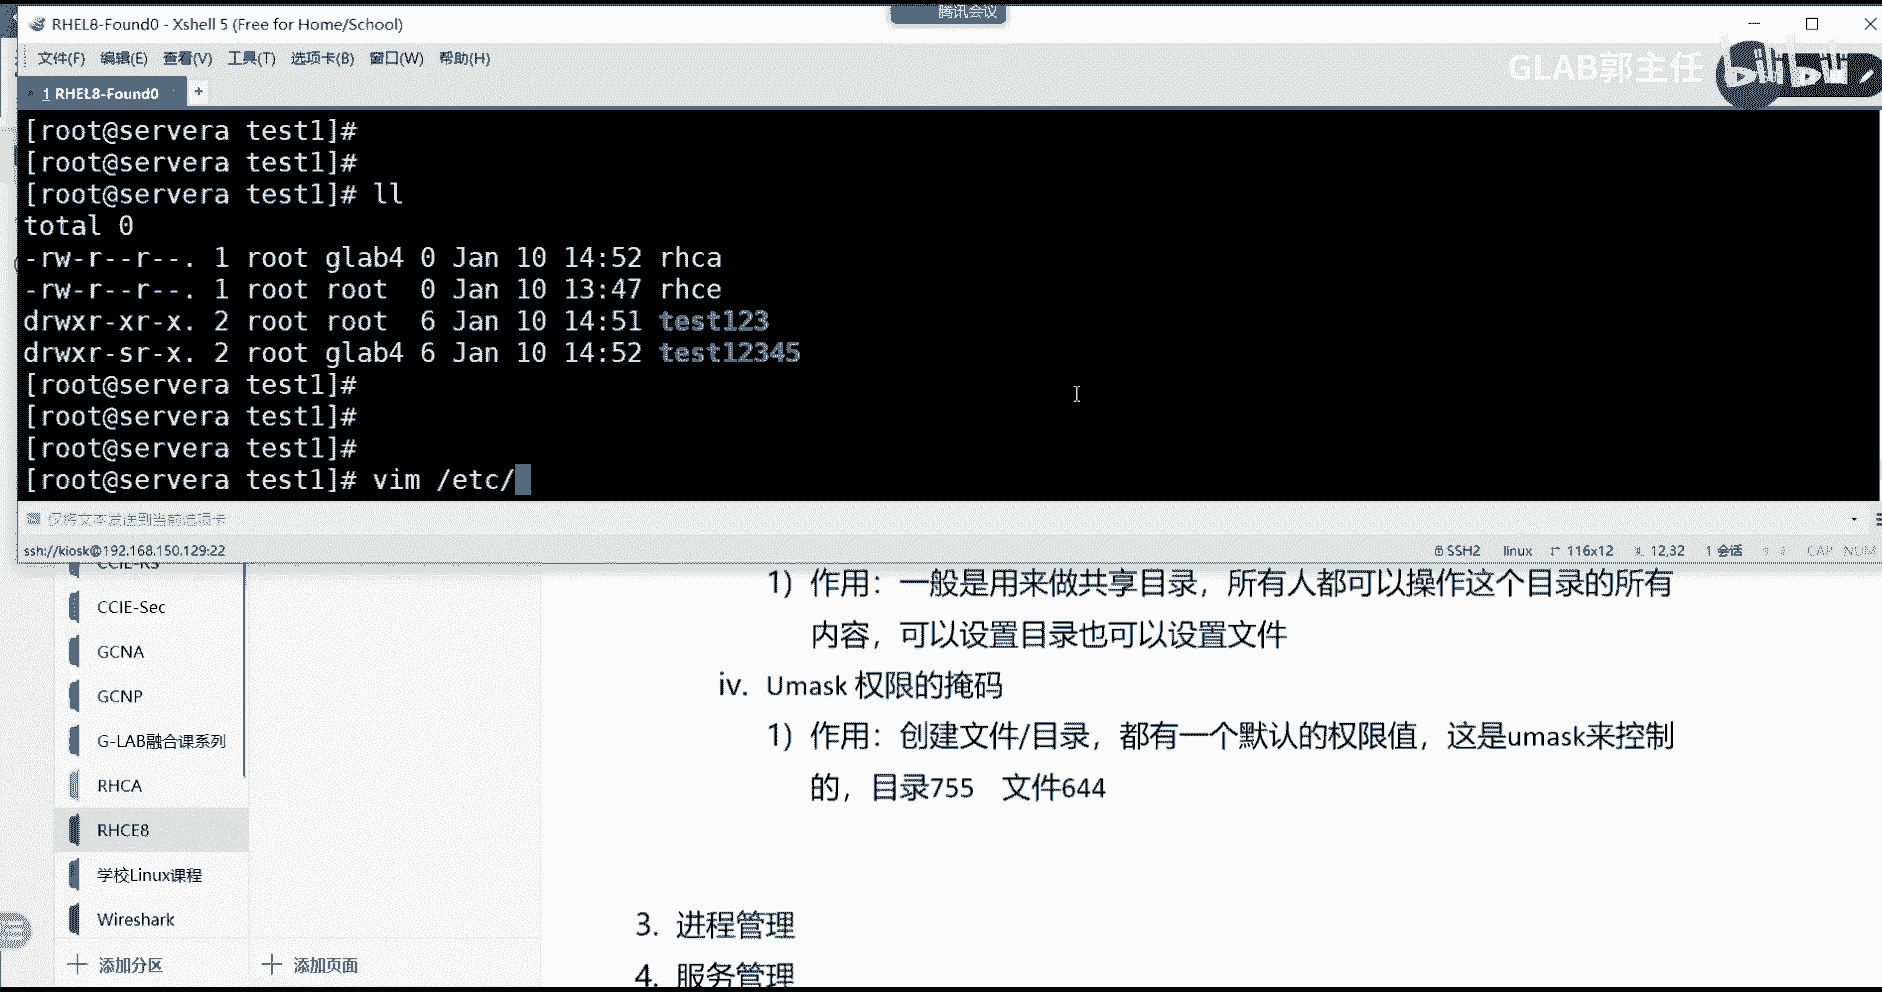 腾讯会议
RHEL8-Found0 - Xshell 5 (Free for Home/School)
文件(F) 编辑(E) 查看(V) 工具(T) 选项卡(B) 窗口(W) 帮助(H)
GLAB郭主任 bilibili
1 RHEL8-Found0 +
[root@servera test1]#
[root@servera test1]#
[root@servera test1]# ll
total 0
-rw-r--r--. 1 root glab4 0 Jan 10 14:52 rhca
-rw-r--r--. 1 root root  0 Jan 10 13:47 rhce
drwxr-xr-x. 2 root root  6 Jan 10 14:51 test123
drwxr-sr-x. 2 root glab4 6 Jan 10 14:52 test12345
[root@servera test1]#
[root@servera test1]#
[root@servera test1]#
[root@servera test1]# vim /etc/
仅将文本发送到当前选项卡
ssh://kiosk@192.168.150.129:22 SSH2 linux 116x12 12,32 1 会话 CAP NUM
CCIE-RS
CCIE-Sec
GCNA
GCNP
G-LAB融合课系列
RHCA
RHCE8
学校Linux课程
Wireshark
添加分区
添加页面
1) 作用：一般是用来做共享目录，所有人都可以操作这个目录的所有
内容，可以设置目录也可以设置文件
iv. Umask 权限的掩码
1) 作用：创建文件/目录，都有一个默认的权限值，这是umask来控制
的，目录755 文件644
3. 进程管理
4. 服务管理